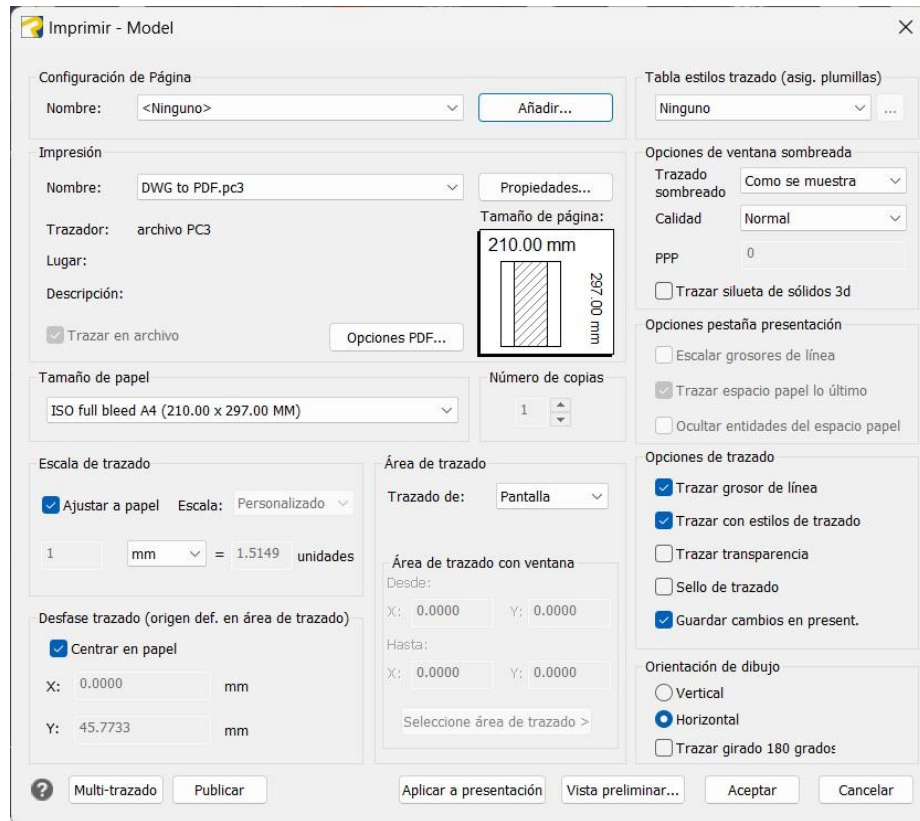 Imprimir - Model
Configuración de Página
Nombre: <Ninguno> Añadir...
Impresión
Nombre: DWG to PDF.pc3 Propiedades...
Trazador: archivo PC3
Lugar:
Descripción:
Trazar en archivo
Opciones PDF...
Tamaño de página:
210.00 mm
297.00 mm
Tamaño de papel
ISO full bleed A4 (210.00 x 297.00 MM)
Número de copias
1
Escala de trazado
Ajustar a papel Escala: Personalizado
1 mm = 1.5149 unidades
Desfase trazado (origen def. en área de trazado)
Centrar en papel
X: 0.0000 mm
Y: 45.7733 mm
Área de trazado
Trazado de: Pantalla
Área de trazado con ventana
Desde:
X: 0.0000 Y: 0.0000
Hasta:
X: 0.0000 Y: 0.0000
Seleccione área de trazado >
Tabla estilos trazado (asig. plumillas)
Ninguno ...
Opciones de ventana sombreada
Trazado
sombreado Como se muestra
Calidad Normal
PPP 0
Trazar silueta de sólidos 3d
Opciones pestaña presentación
Escalar grosores de línea
Trazar espacio papel lo último
Ocultar entidades del espacio papel
Opciones de trazado
Trazar grosor de línea
Trazar con estilos de trazado
Trazar transparencia
Sello de trazado
Guardar cambios en present.
Orientación de dibujo
Vertical
Horizontal
Trazar girado 180 grados
? Multi-trazado Publicar Aplicar a presentación Vista preliminar... Aceptar Cancelar